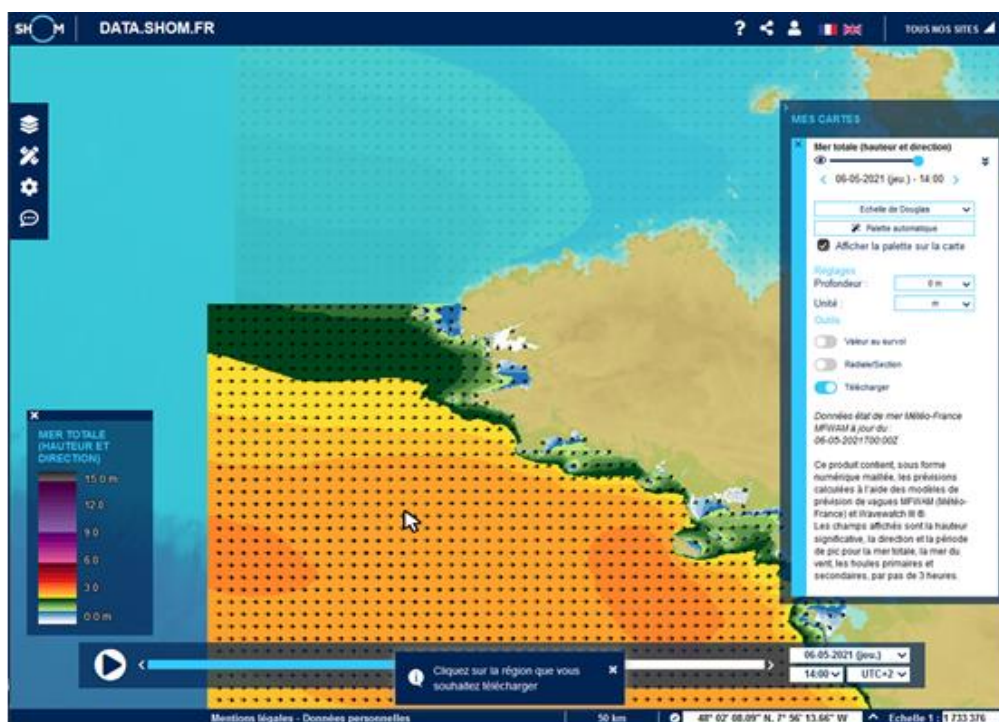 SHOM
DATA.SHOM.FR
?
TOUS NOS SITES
MES CARTES
Mer totale (hauteur et direction)
< 06-05-2021 (jeu.) - 14:00 >
Echelle de Douglas
Palette automatique
Afficher la palette sur la carte
Réglages
Profondeur : 0 m
Unité : m
Outils
Valeur au survol
Radiale/Section
Télécharger
Données état de mer Météo-France
MFWAM à jour du :
06-05-2021T00:00Z
Ce produit contient, sous forme
numérique maillée, les prévisions
calculées à l'aide des modèles de
prévision de vagues MFWAM (Météo-
France) et Wavewatch III ®.
Les champs affichés sont la hauteur
significative, la direction et la période
de pic pour la mer totale, la mer du
vent, les houles primaires et
secondaires, par pas de 3 heures.
MER TOTALE
(HAUTEUR ET
DIRECTION)
15.0 m
12.0
9.0
6.0
3.0
0.0 m
06-05-2021 (jeu.)
14:00 UTC+2
Cliquez sur la région que vous
souhaitez télécharger
Mentions légales - Données personnelles
50 km
48° 02' 08.09" N, 7° 56' 13.66" W
Echelle 1 : 1 733 376